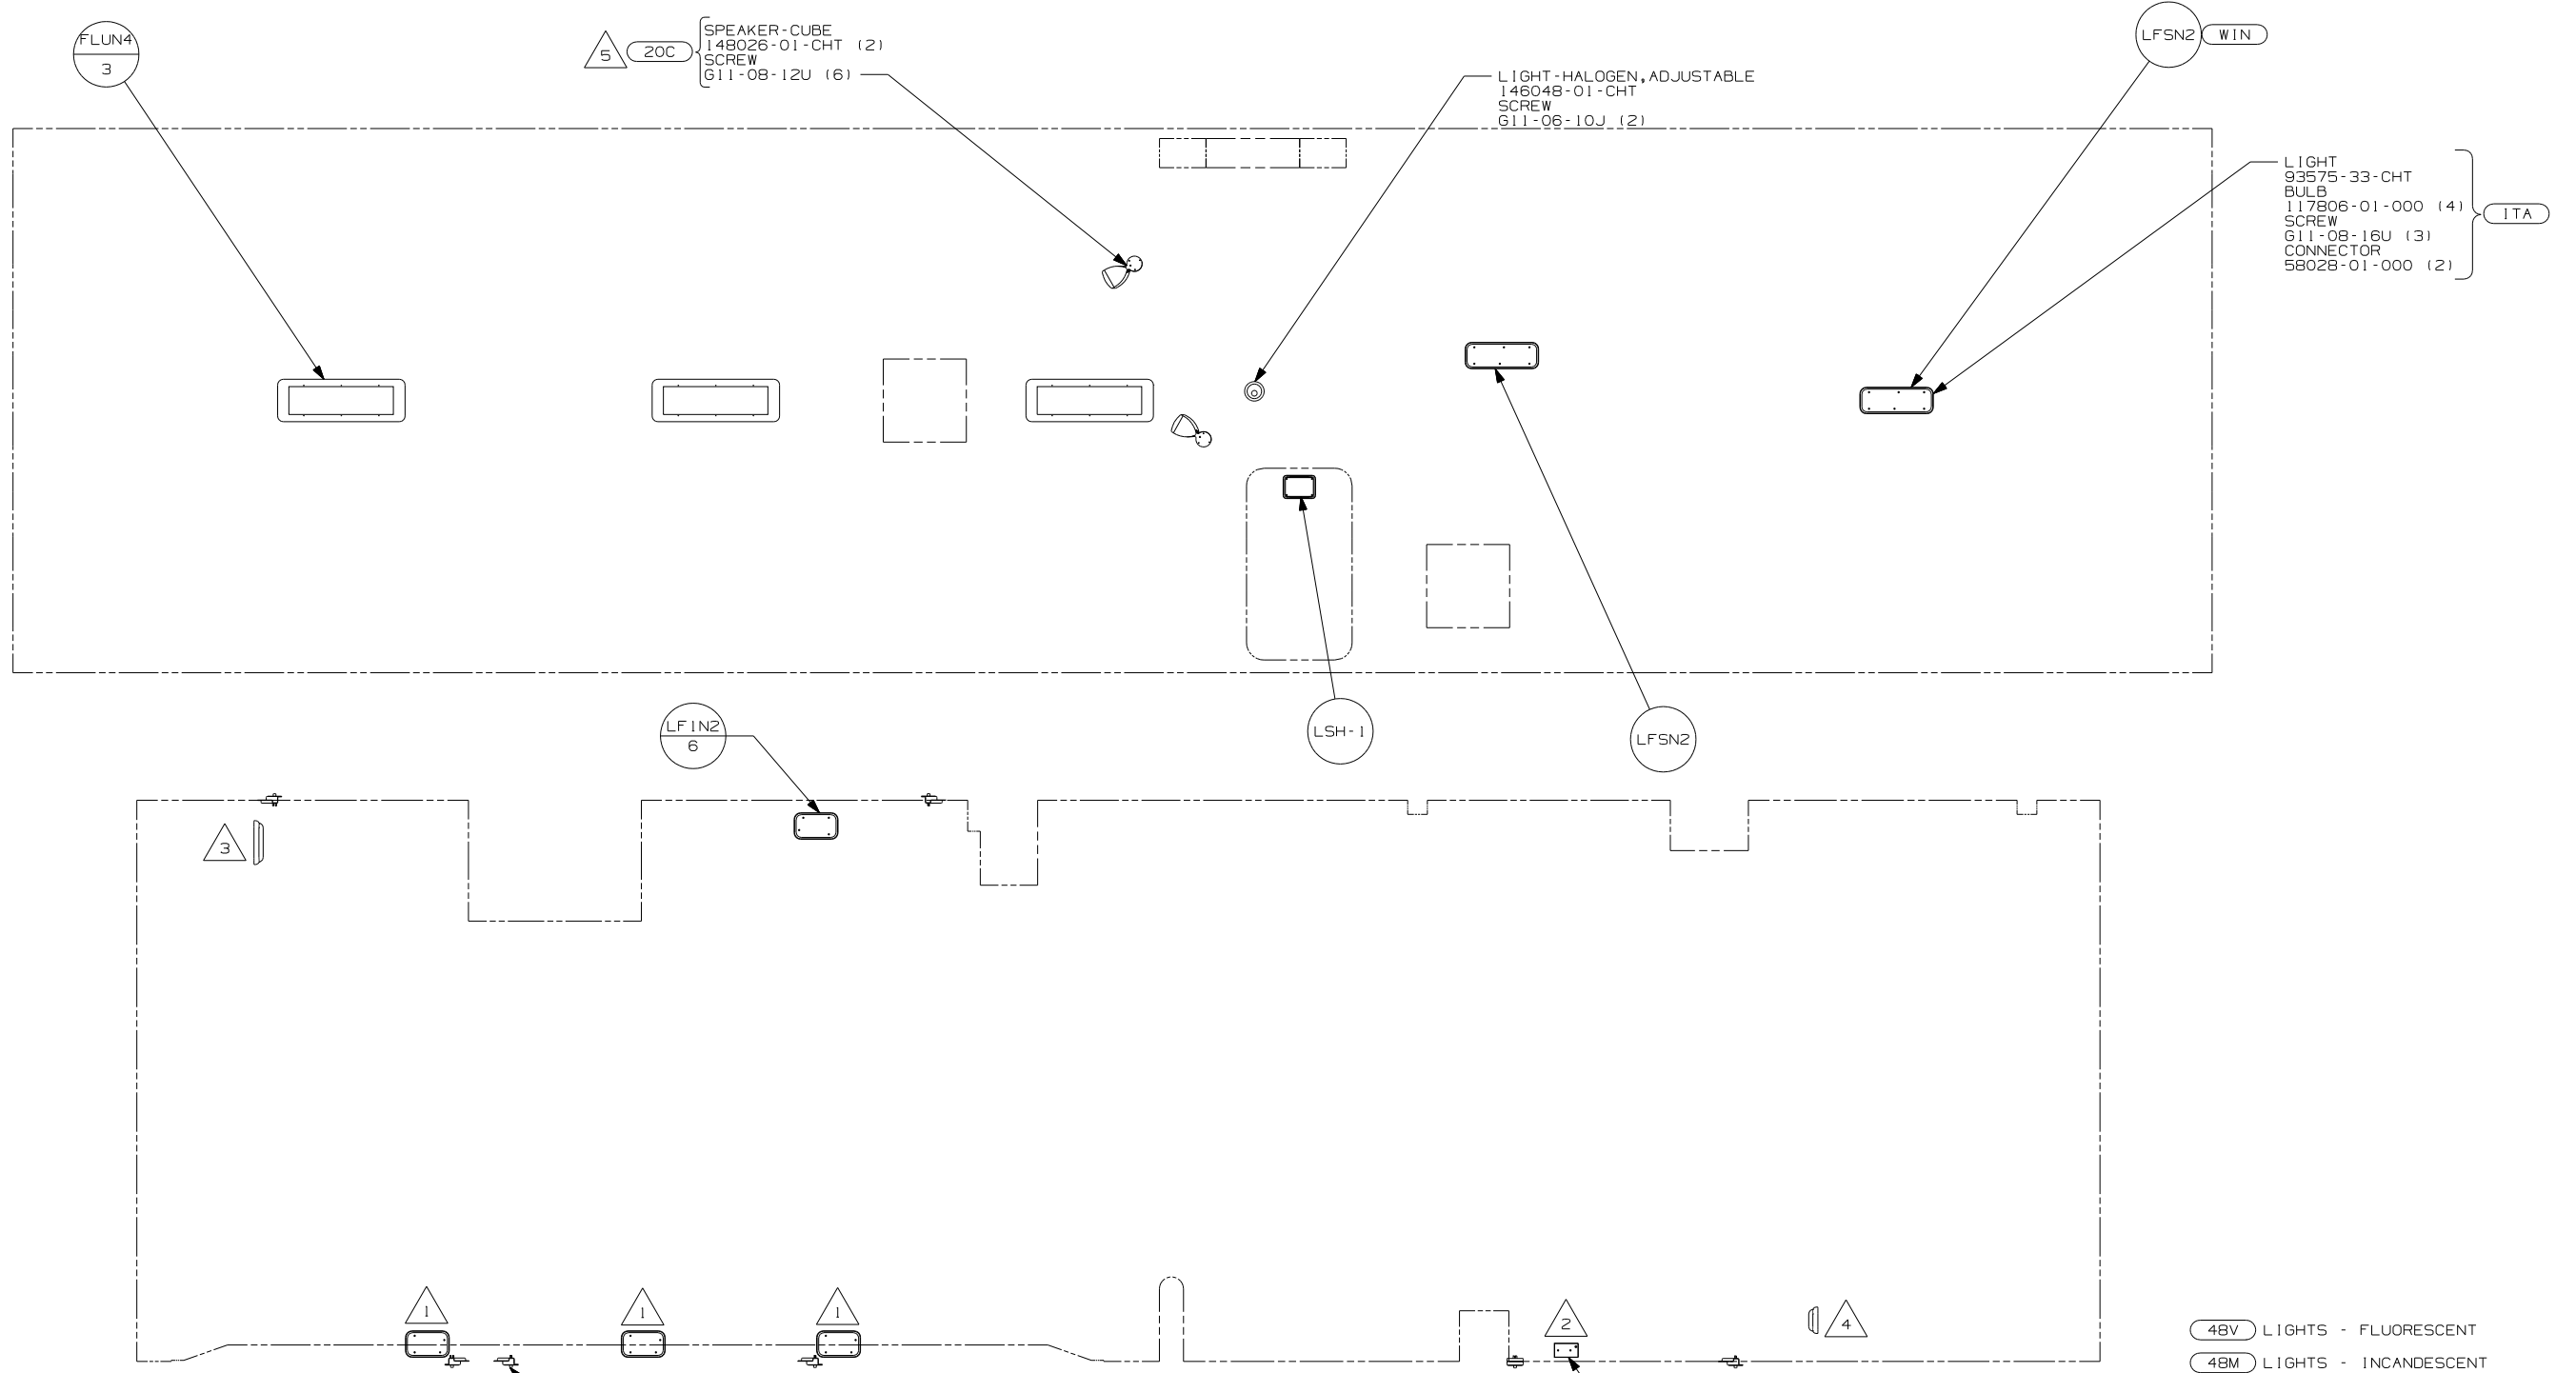 FLUN4
3
5
20C
SPEAKER-CUBE
148026-01-CHT (2)
SCREW
G11-08-12U (6)
LIGHT-HALOGEN,ADJUSTABLE
146048-01-CHT
SCREW
G11-06-10J (2)
LFSN2
WIN
LIGHT
93575-33-CHT
BULB
117806-01-000 (4)
SCREW
G11-08-16U (3)
CONNECTOR
58028-01-000 (2)
1TA
LF1N2
6
LSH-1
LFSN2
3
1
1
1
2
4
48V LIGHTS - FLUORESCENT
48M LIGHTS - INCANDESCENT